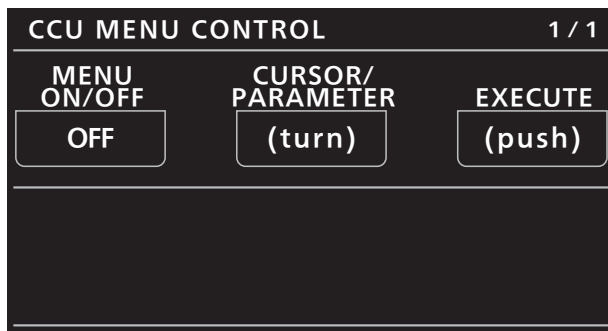 CCU MENU CONTROL 1 / 1
MENU ON/OFF
CURSOR/ PARAMETER
EXECUTE
OFF
(turn)
(push)